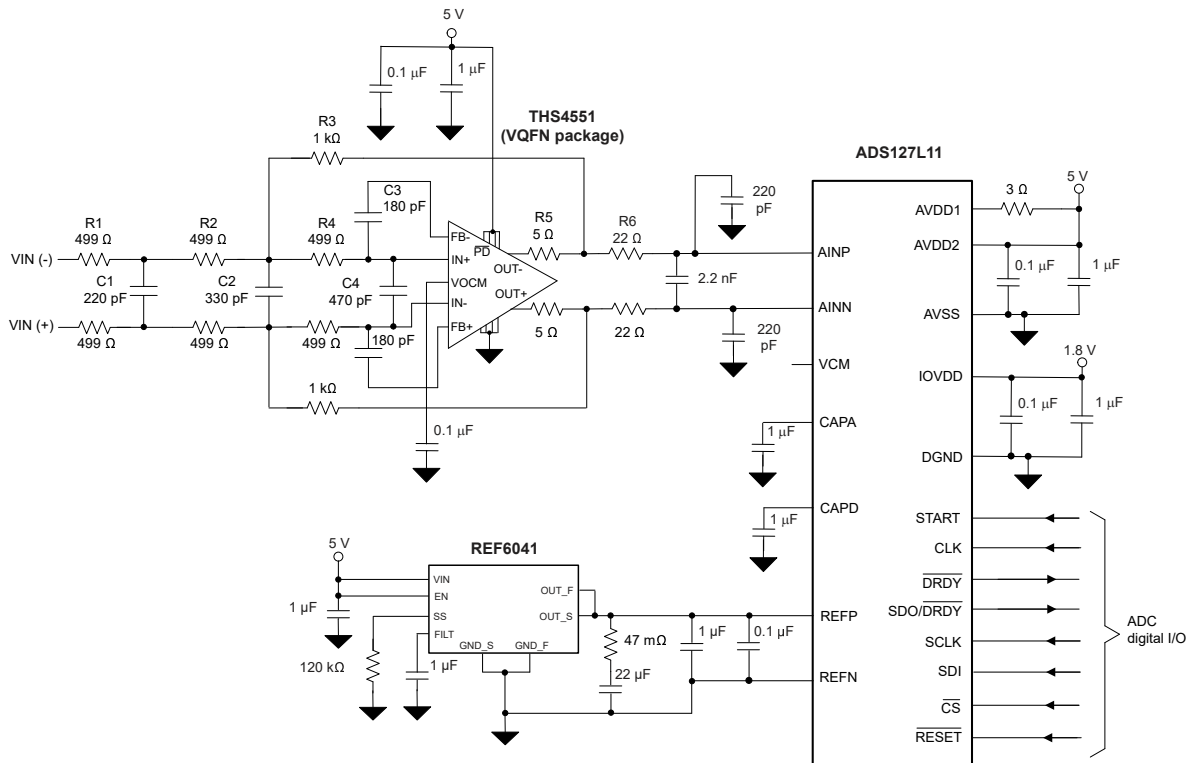 5 V
0.1 μF
1 μF
THS4551
(VQFN package)
R3
1 kΩ
ADS127L11
C3
180 pF
R1
499 Ω
R2
499 Ω
R4
499 Ω
R5
5 Ω
R6
22 Ω
220
pF
3 Ω
5 V
AVDD1
AVDD2
0.1 μF
1 μF
AVSS
VIN (-)
C1
220 pF
C2
330 pF
C4
470 pF
FB-
PD
IN+
OUT-
VOCM
OUT+
IN-
FB+
AINP
2.2 nF
AINN
VIN (+)
499 Ω
499 Ω
499 Ω
180 pF
5 Ω
22 Ω
220
pF
VCM
1.8 V
IOVDD
0.1 μF
1 μF
DGND
1 kΩ
0.1 μF
1 μF
CAPA
1 μF
CAPD
START
CLK
DRDY
SDO/DRDY
SCLK
SDI
CS
RESET
ADC
digital I/O
5 V
REF6041
VIN
EN
SS
FILT
OUT_F
OUT_S
GND_S
GND_F
1 μF
120 kΩ
1 μF
47 mΩ
22 μF
1 μF
0.1 μF
REFP
REFN